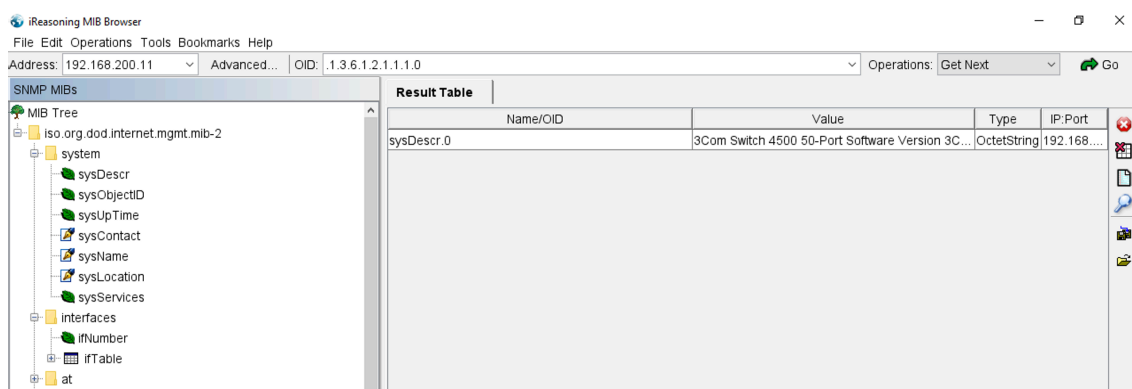 iReasoning MIB Browser
File Edit Operations Tools Bookmarks Help
Address: 192.168.200.11 Advanced... OID: .1.3.6.1.2.1.1.1.0 Operations: Get Next Go
SNMP MIBs
MIB Tree
iso.org.dod.internet.mgmt.mib-2
system
sysDescr
sysObjectID
sysUpTime
sysContact
sysName
sysLocation
sysServices
interfaces
ifNumber
ifTable
at
Result Table
Name/OID Value Type IP:Port
sysDescr.0 3Com Switch 4500 50-Port Software Version 3C... OctetString 192.168....